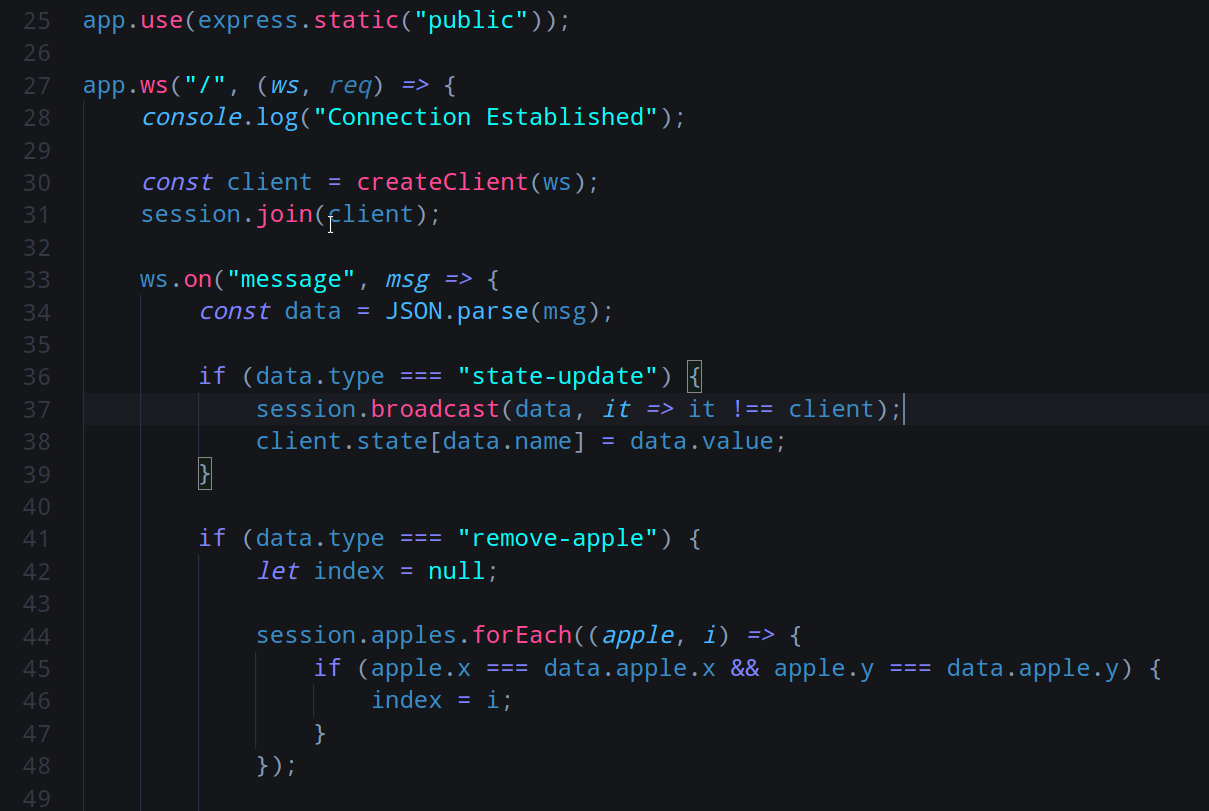 25 app.use(express.static("public"));
26
27 app.ws("/", (ws, req) => {
28     console.log("Connection Established");
29
30     const client = createClient(ws);
31     session.join(client);
32
33     ws.on("message", msg => {
34         const data = JSON.parse(msg);
35
36         if (data.type === "state-update") {
37             session.broadcast(data, it => it !== client);
38             client.state[data.name] = data.value;
39         }
40
41         if (data.type === "remove-apple") {
42             let index = null;
43
44             session.apples.forEach((apple, i) => {
45                 if (apple.x === data.apple.x && apple.y === data.apple.y) {
46                     index = i;
47                 }
48             });
49